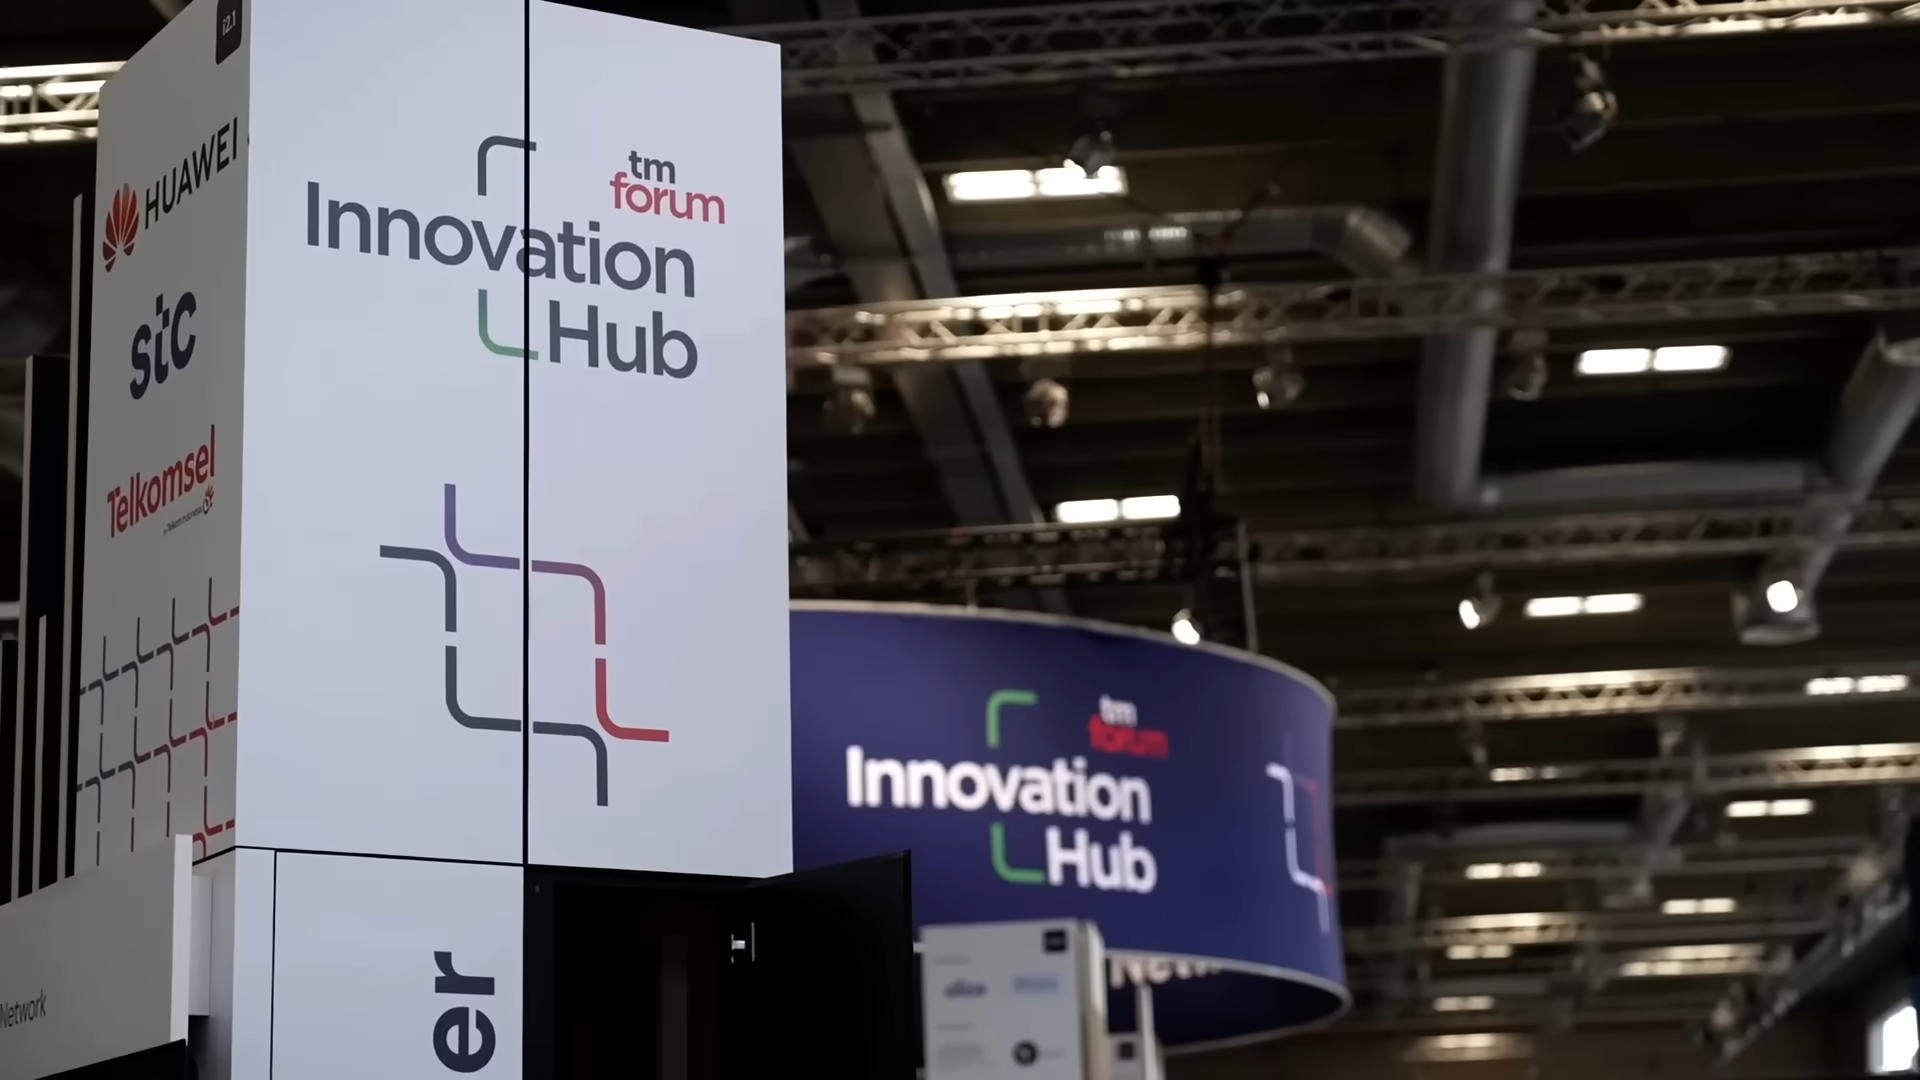 i2.1
HUAWEI
stc
Telkomsel
tm
forum
Innovation
Hub
tm
forum
Innovation
Hub
Network
er